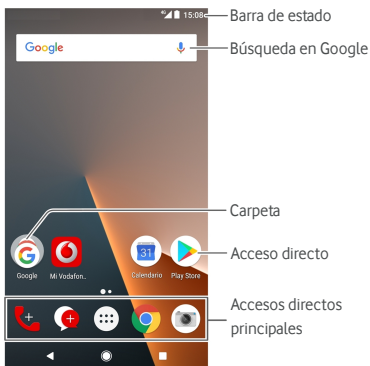 4G 15:08
Barra de estado
Google
Búsqueda en Google
31
Carpeta
Acceso directo
Google Mi Vodafon.. Calendario Play Store
Accesos directos
principales